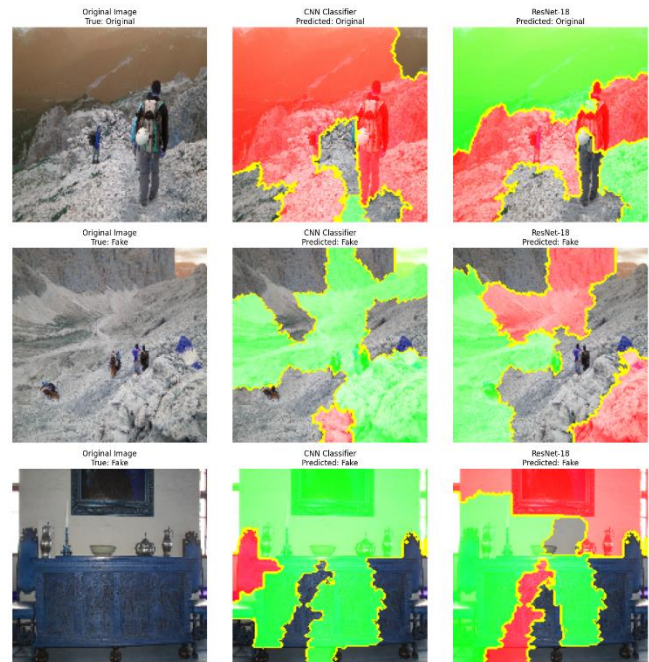 Original Image
True: Original
CNN Classifier
Predicted: Original
ResNet-18
Predicted: Original
Original Image
True: Fake
CNN Classifier
Predicted: Fake
ResNet-18
Predicted: Fake
Original Image
True: Fake
CNN Classifier
Predicted: Fake
ResNet-18
Predicted: Fake